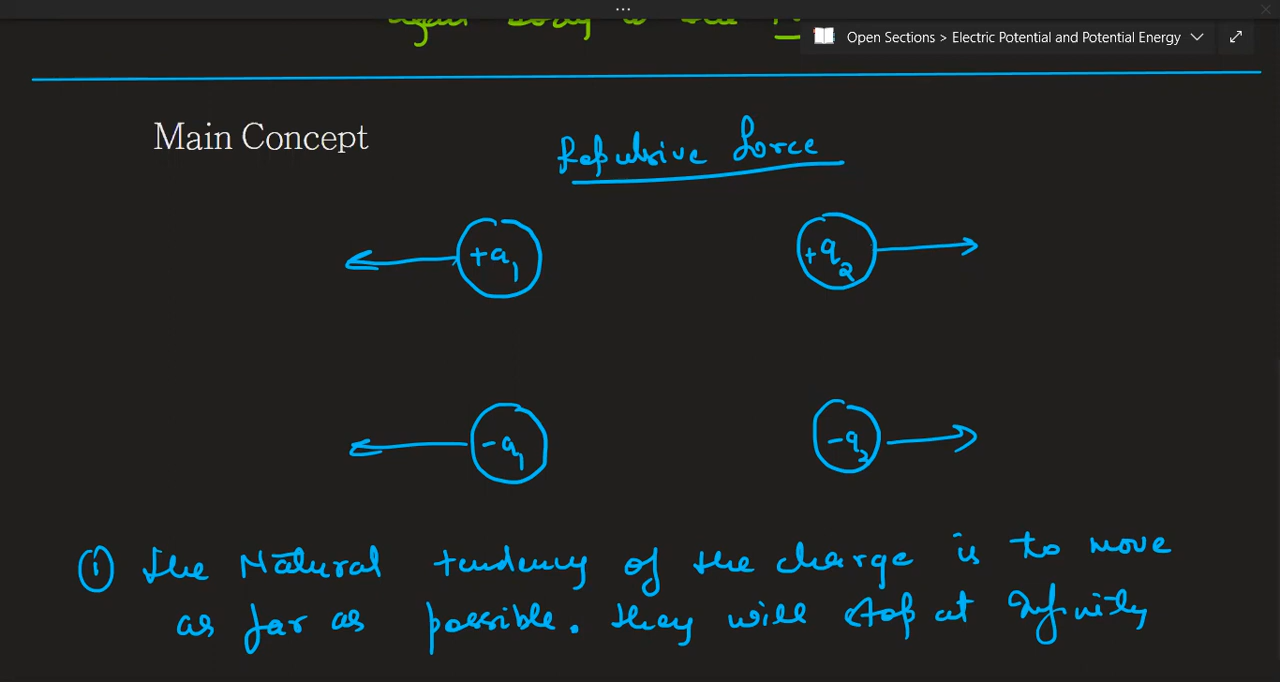 Open Sections > Electric Potential and Potential Energy
Main Concept
Repulsive force
+q1
+q2
-q1
-q2
① the Natural tendency of the charge is to move
as far as possible. they will stop at Infinity